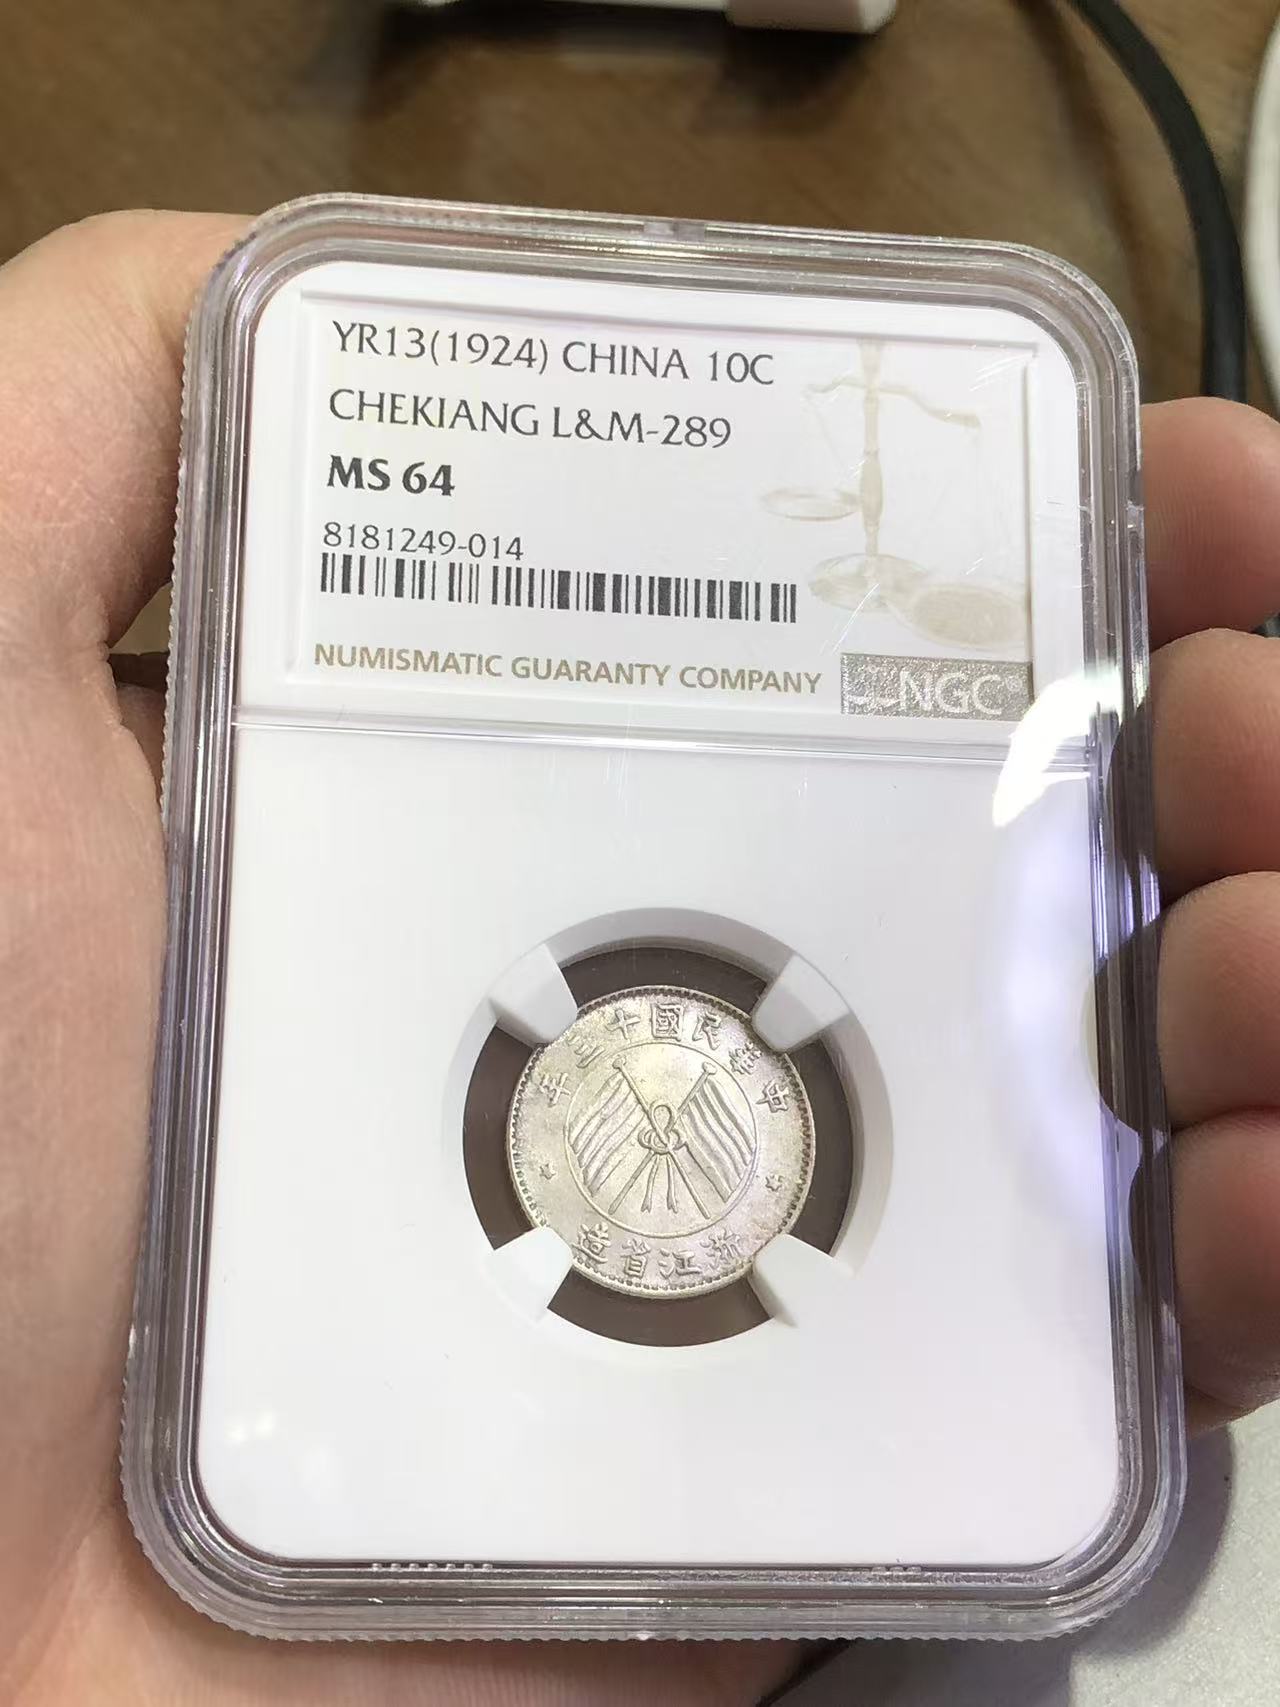 YR13(1924) CHINA 10C
CHEKIANG L&M-289
MS 64
8181249-014
NUMISMATIC GUARANTY COMPANY
NGC
中華民國十三年
浙江省造